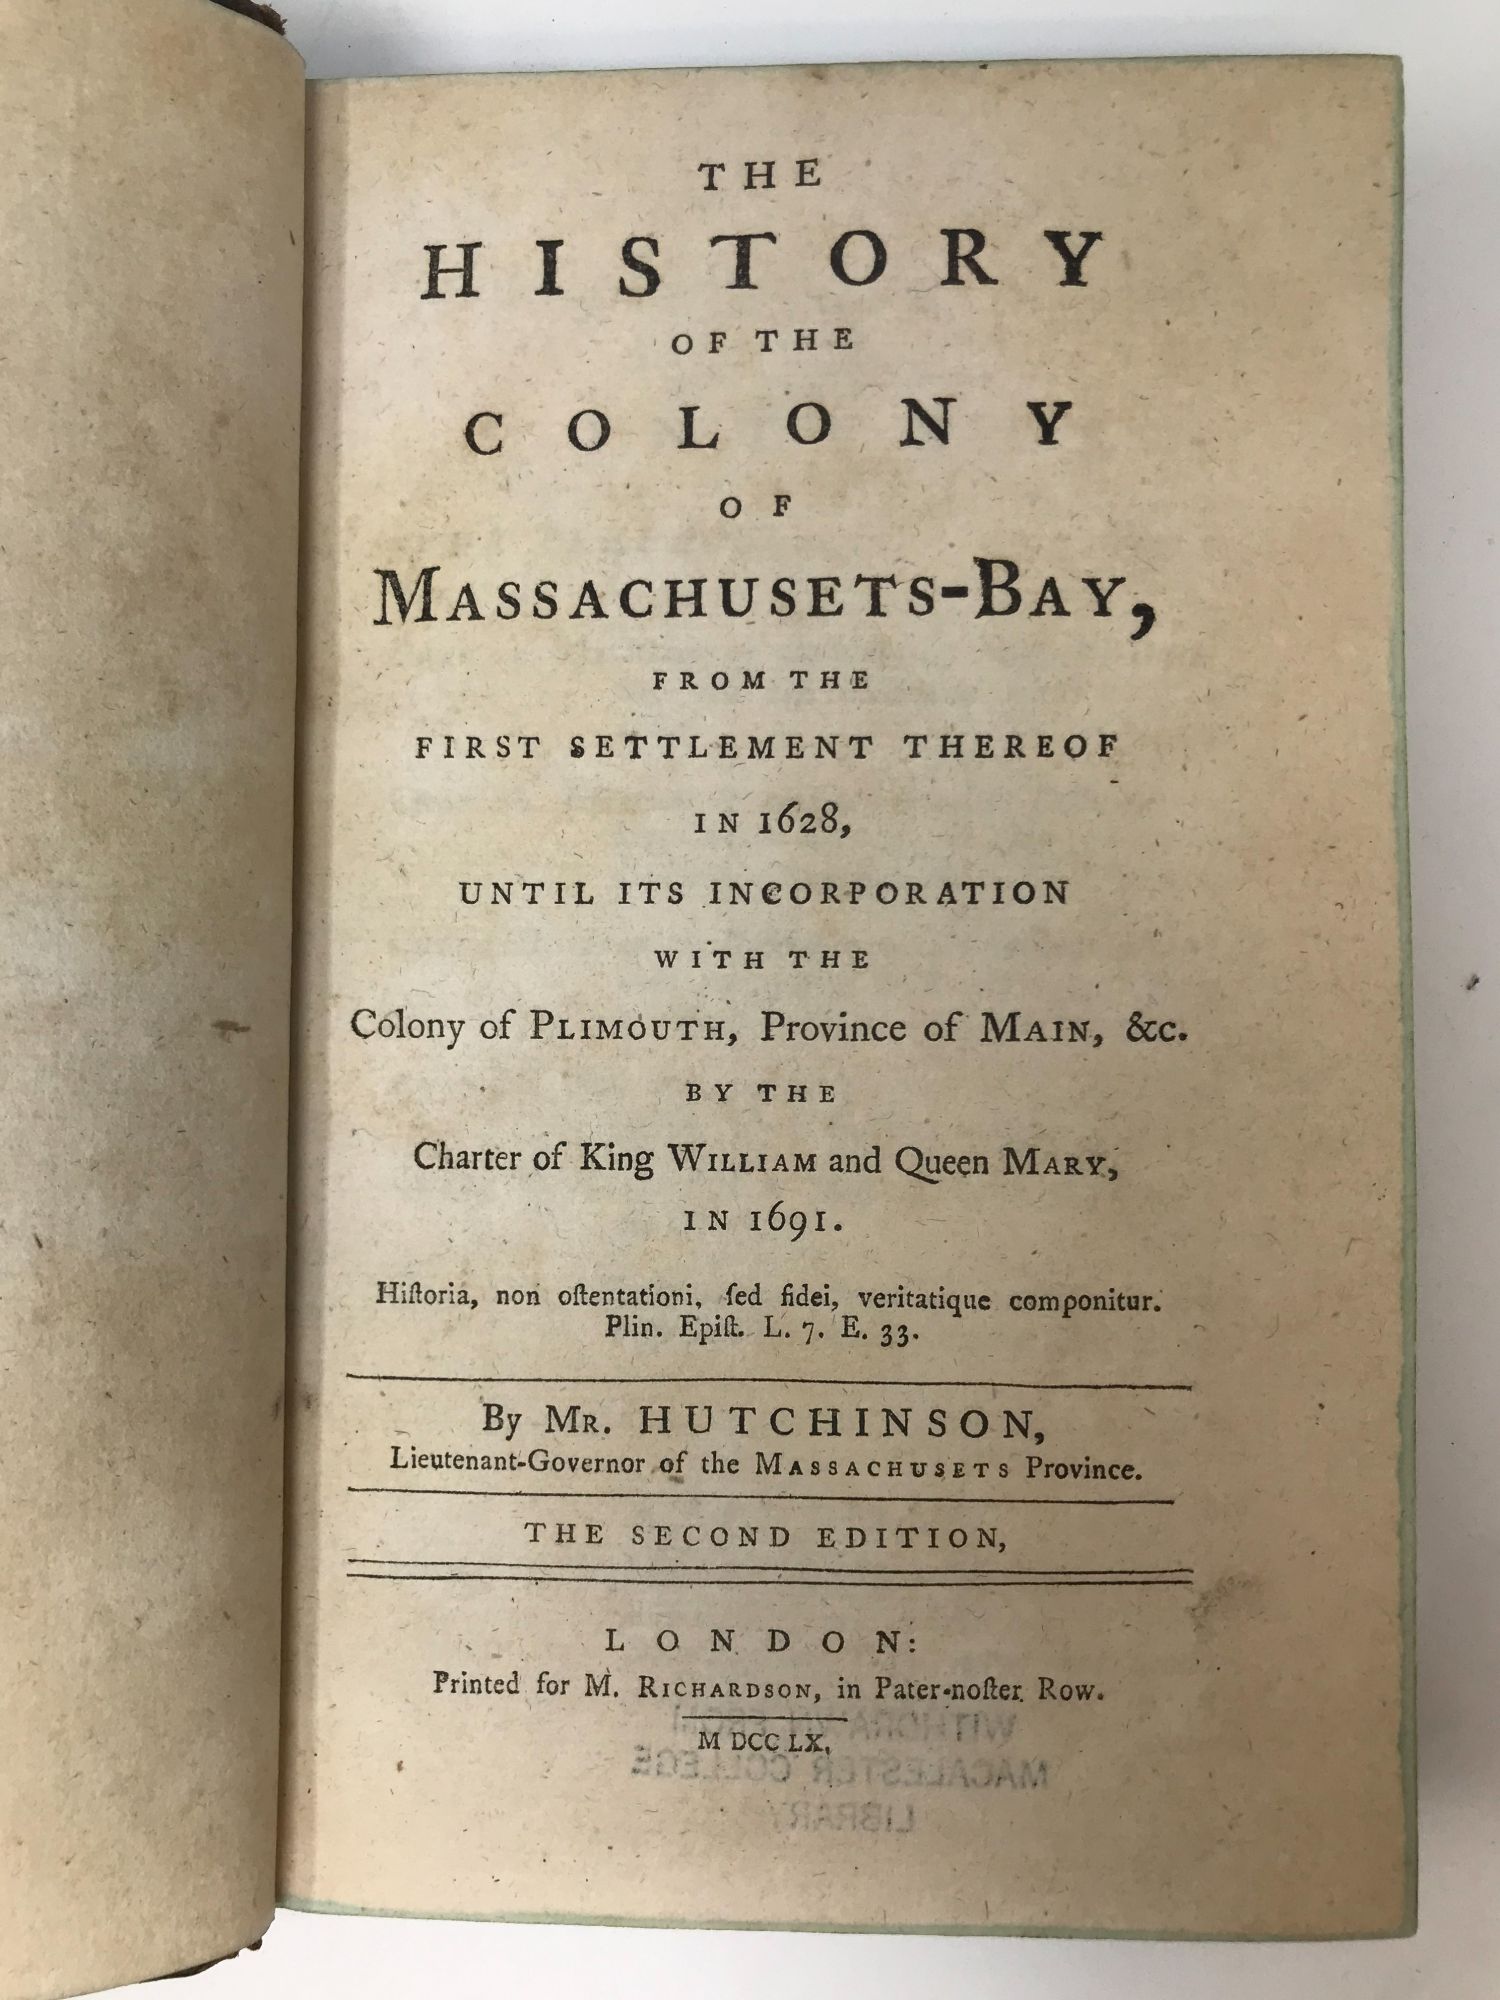 THE
HISTORY
OF THE
COLONY
OF
MASSACHUSETS-BAY,
FROM THE
FIRST SETTLEMENT THEREOF
IN 1628,
UNTIL ITS INCORPORATION
WITH THE
Colony of PLIMOUTH, Province of MAIN, &c.
BY THE
Charter of King WILLIAM and Queen MARY,
IN 1691.
Hiſtoria, non oſtentationi, ſed fidei, veritatique componitur.
Plin. Epiſt. L. 7. E. 33.
By MR. HUTCHINSON,
Lieutenant-Governor of the MASSACHUSETS Province.
THE SECOND EDITION,
LONDON:
Printed for M. RICHARDSON, in Pater-noſter Row.
M DCC LX,
MACALESTER COLLEGE
LIBRARY